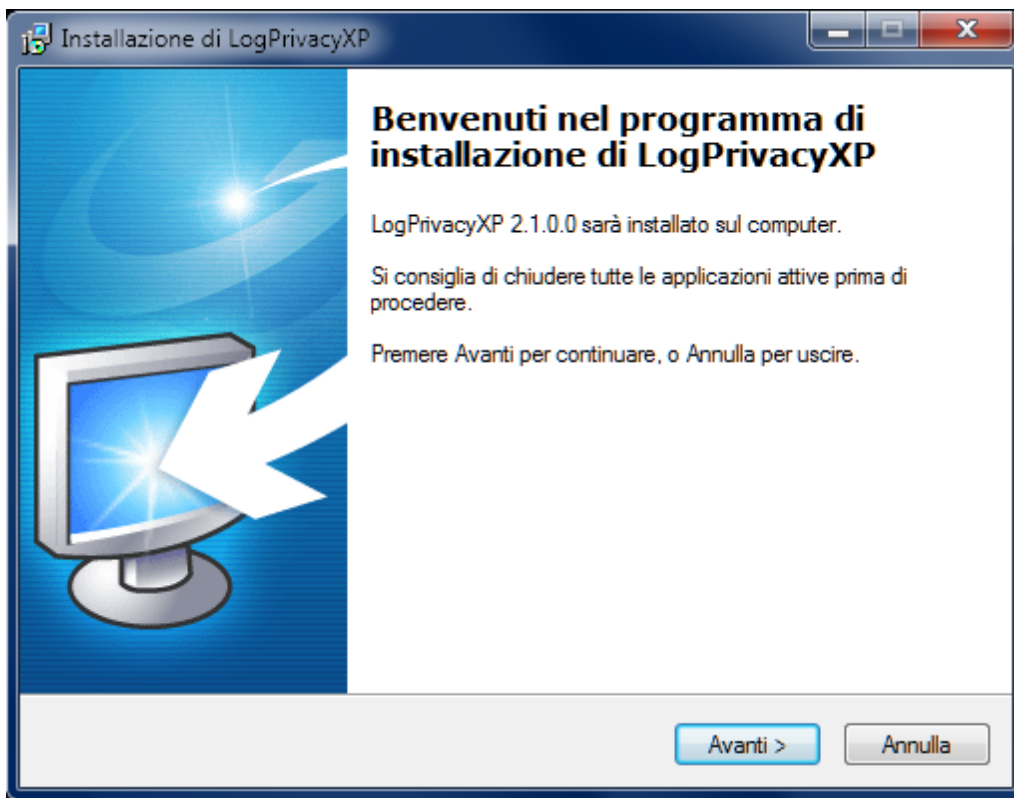 Installazione di LogPrivacyXP
Benvenuti nel programma di
installazione di LogPrivacyXP
LogPrivacyXP 2.1.0.0 sarà installato sul computer.
Si consiglia di chiudere tutte le applicazioni attive prima di
procedere.
Premere Avanti per continuare, o Annulla per uscire.
Avanti >
Annulla